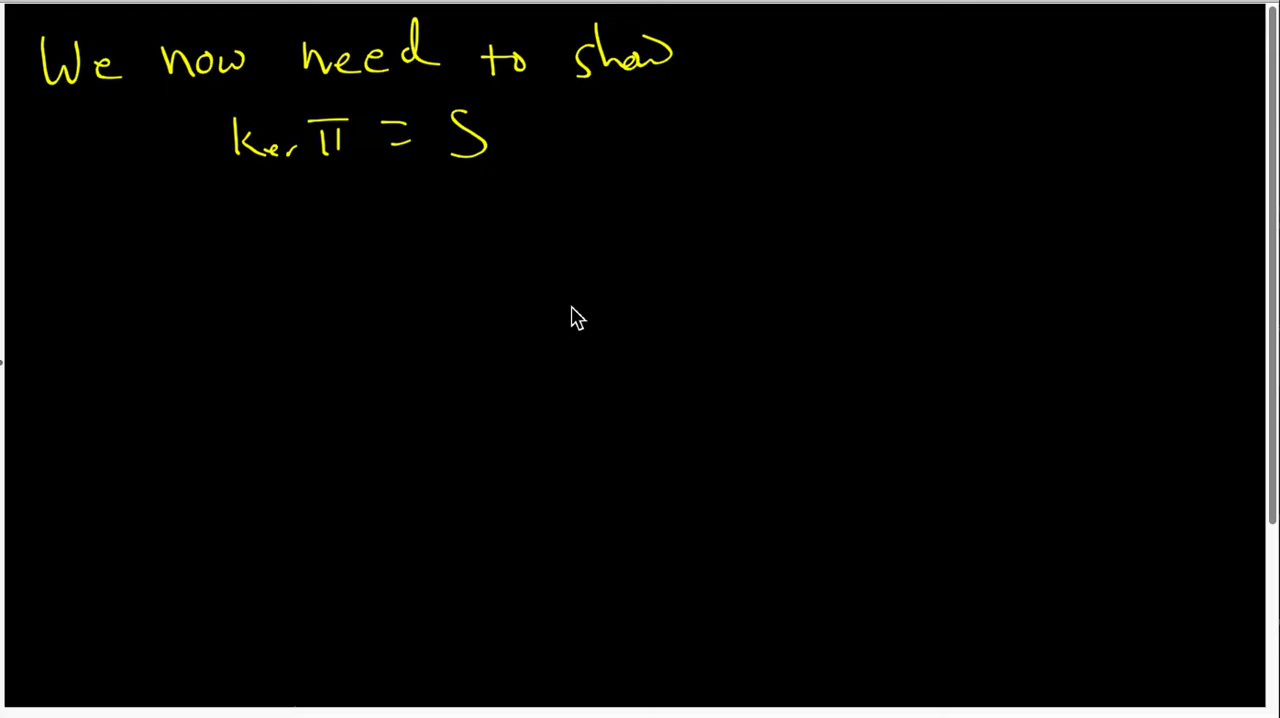 We now need to show
ker π = S